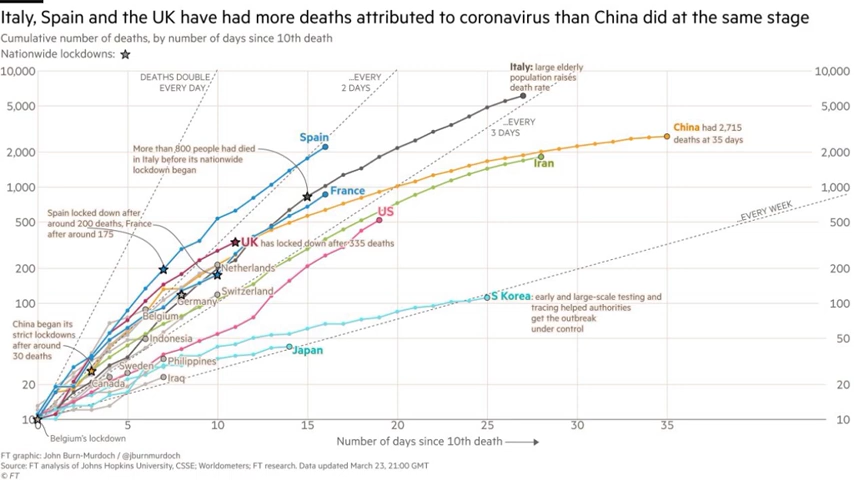 Italy, Spain and the UK have had more deaths attributed to coronavirus than China did at the same stage
Cumulative number of deaths, by number of days since 10th death
Nationwide lockdowns:
10,000
5,000
2,000
1,000
500
200
100
50
20
10
DEATHS DOUBLE
EVERY DAY
...EVERY
2 DAYS
Italy: large elderly
population raises
death rate
...EVERY
3 DAYS
10,000
5,000
2,000
1,000
500
200
100
50
20
10
More than 800 people had died
in Italy before its nationwide
lockdown began
Spain
China had 2,715
deaths at 35 days
Iran
France
US
EVERY WEEK
Spain locked down after
around 200 deaths, France
after around 175
UK has locked down after 335 deaths
Netherlands
Switzerland
Germany
Belgium
S Korea: early and large-scale testing and
tracing helped authorities
get the outbreak
under control
China began its
strict lockdowns
after around
30 deaths
Indonesia
Japan
Philippines
Sweden
Iraq
Canada
Belgium's lockdown
0
5
10
15
20
25
30
35
Number of days since 10th death
FT graphic: John Burn-Murdoch / @jburnmurdoch
Source: FT analysis of Johns Hopkins University, CSSE; Worldometers; FT research. Data updated March 23, 21:00 GMT
© FT